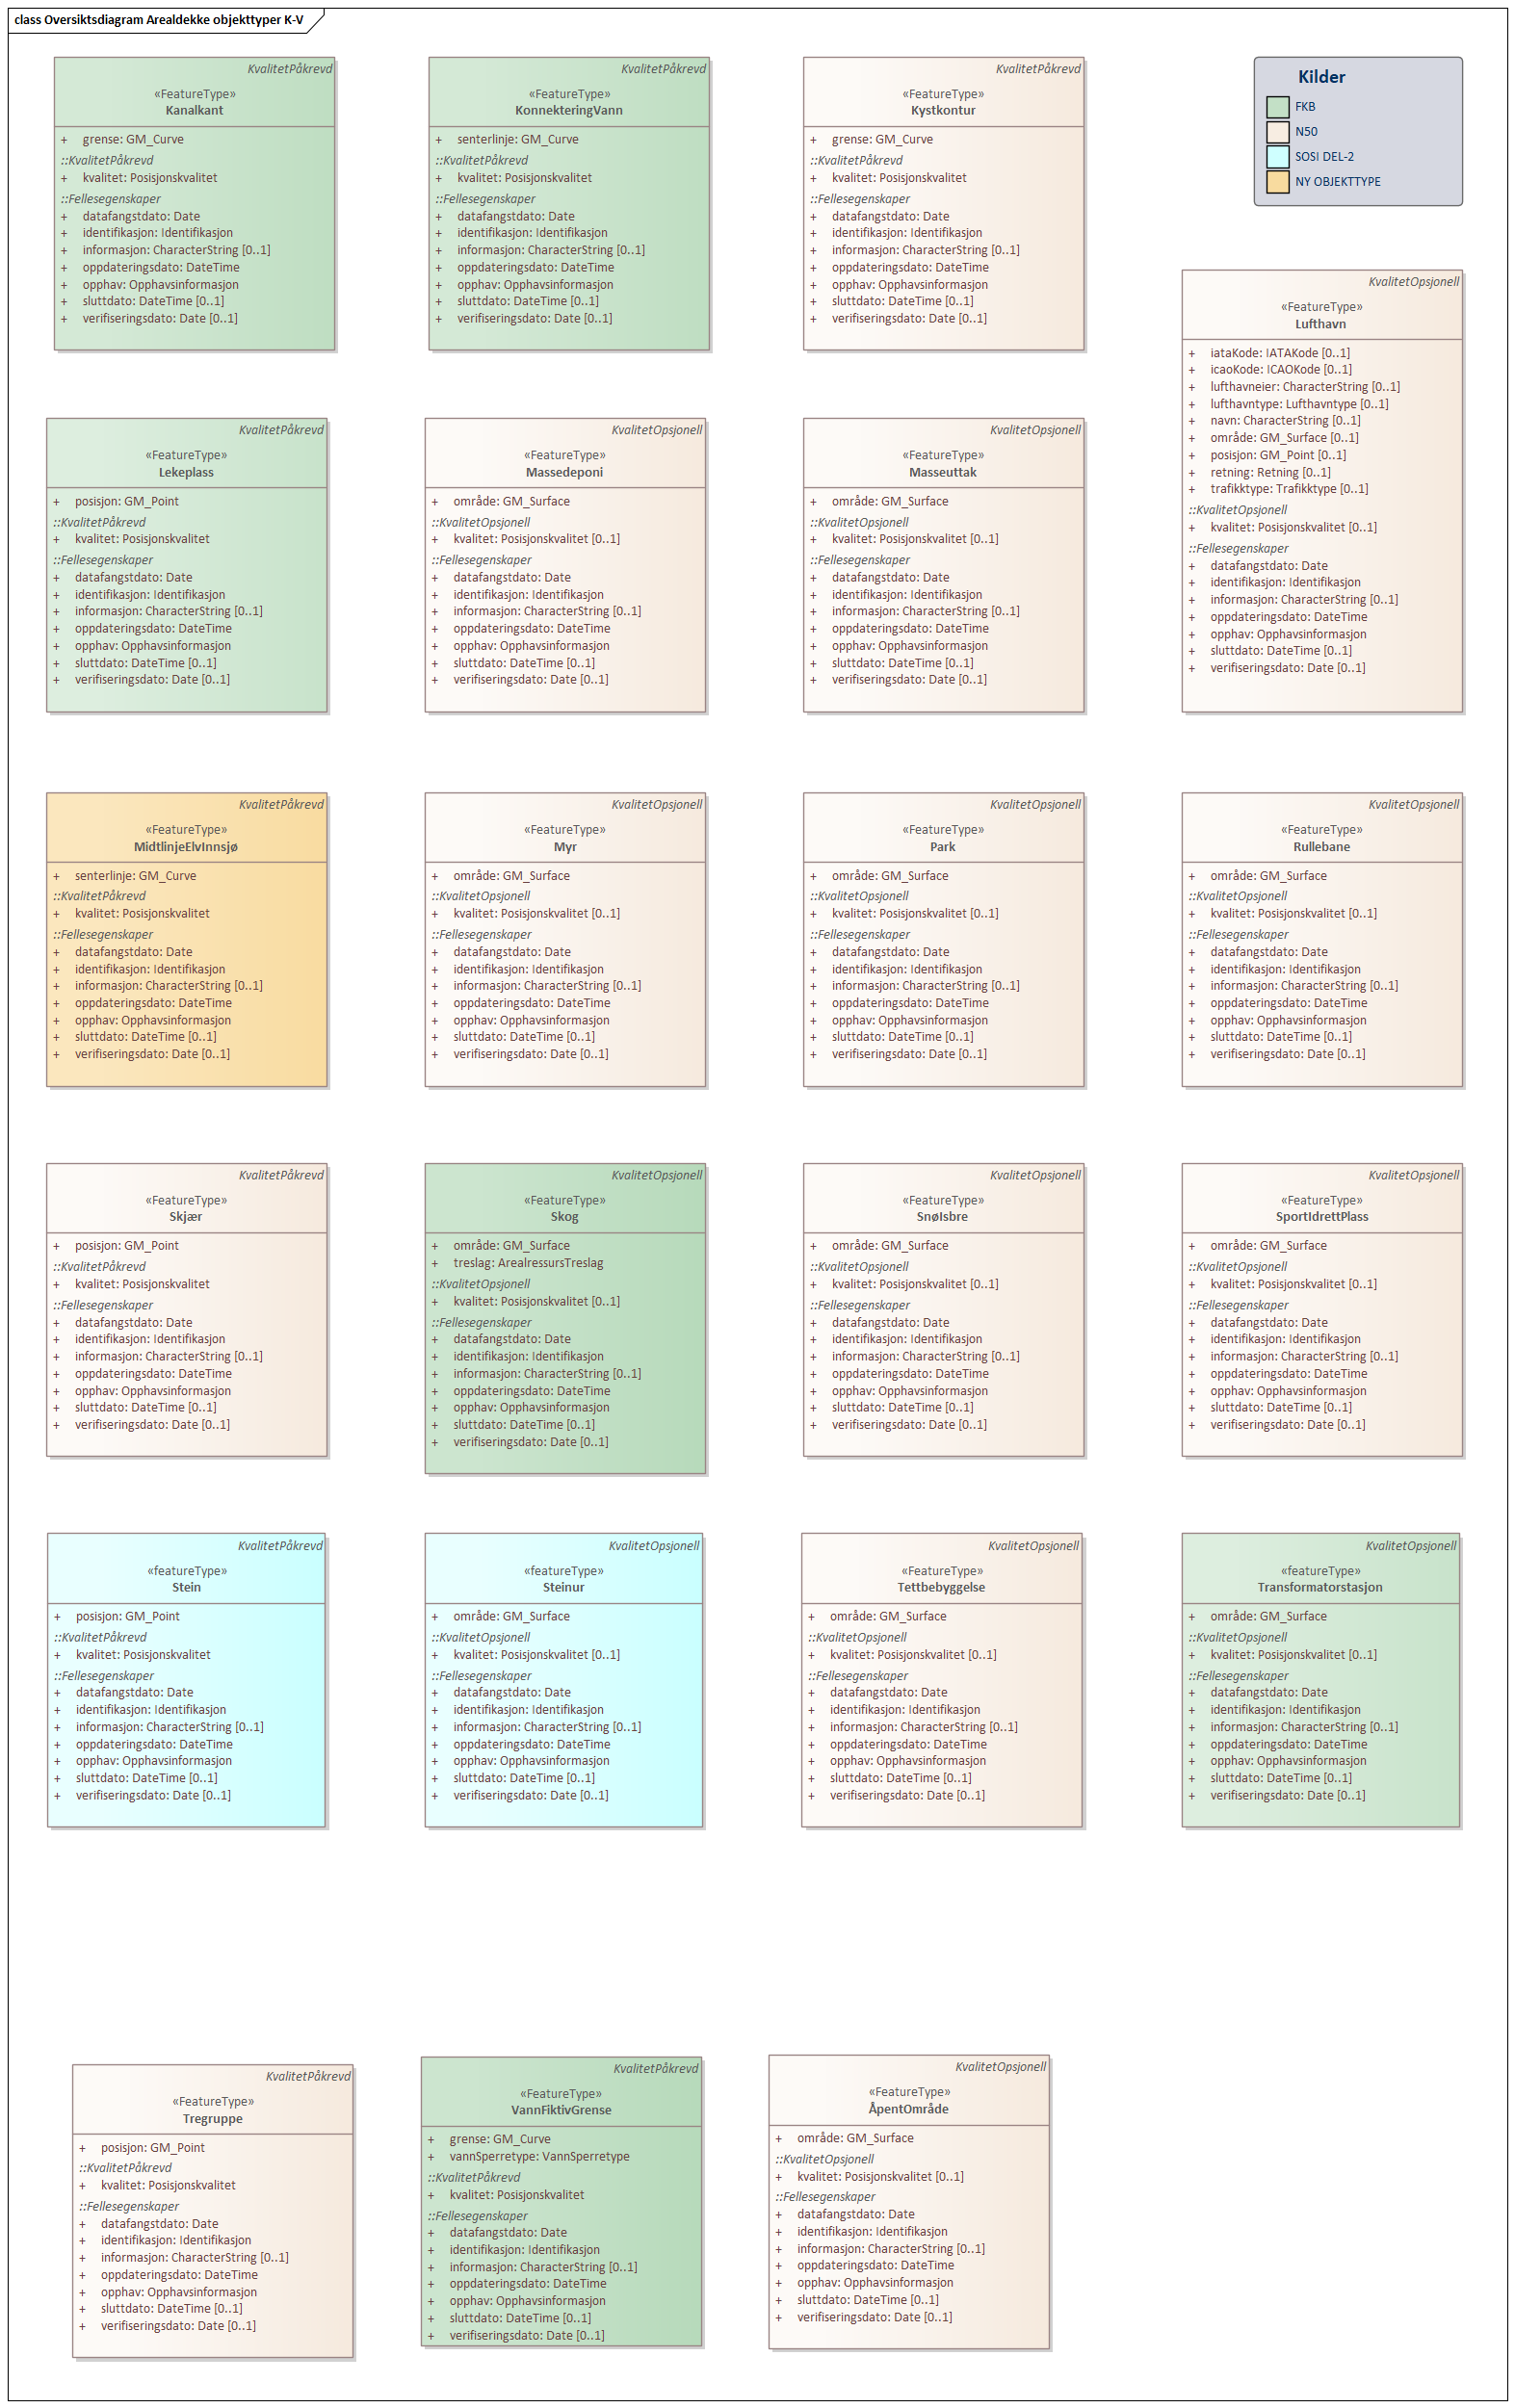 class Oversiktsdiagram Arealdekke objekttyper K-V
KvalitetPåkrevd
«FeatureType»
Kanalkant
+ grense: GM_Curve
::KvalitetPåkrevd
+ kvalitet: Posisjonskvalitet
::Fellesegenskaper
+ datafangstdato: Date
+ identifikasjon: Identifikasjon
+ informasjon: CharacterString [0..1]
+ oppdateringsdato: DateTime
+ opphav: Opphavsinformasjon
+ sluttdato: DateTime [0..1]
+ verifiseringsdato: Date [0..1]
KvalitetPåkrevd
«FeatureType»
KonnekteringVann
+ senterlinje: GM_Curve
::KvalitetPåkrevd
+ kvalitet: Posisjonskvalitet
::Fellesegenskaper
+ datafangstdato: Date
+ identifikasjon: Identifikasjon
+ informasjon: CharacterString [0..1]
+ oppdateringsdato: DateTime
+ opphav: Opphavsinformasjon
+ sluttdato: DateTime [0..1]
+ verifiseringsdato: Date [0..1]
KvalitetPåkrevd
«FeatureType»
Kystkontur
+ grense: GM_Curve
::KvalitetPåkrevd
+ kvalitet: Posisjonskvalitet
::Fellesegenskaper
+ datafangstdato: Date
+ identifikasjon: Identifikasjon
+ informasjon: CharacterString [0..1]
+ oppdateringsdato: DateTime
+ opphav: Opphavsinformasjon
+ sluttdato: DateTime [0..1]
+ verifiseringsdato: Date [0..1]
Kilder
FKB
N50
SOSI DEL-2
NY OBJEKTTYPE
KvalitetOpsjonell
«FeatureType»
Lufthavn
+ iataKode: IATAKode [0..1]
+ icaoKode: ICAOKode [0..1]
+ lufthavneier: CharacterString [0..1]
+ lufthavntype: Lufthavntype [0..1]
+ navn: CharacterString [0..1]
+ område: GM_Surface [0..1]
+ posisjon: GM_Point [0..1]
+ retning: Retning [0..1]
+ trafikktype: Trafikktype [0..1]
::KvalitetOpsjonell
+ kvalitet: Posisjonskvalitet [0..1]
::Fellesegenskaper
+ datafangstdato: Date
+ identifikasjon: Identifikasjon
+ informasjon: CharacterString [0..1]
+ oppdateringsdato: DateTime
+ opphav: Opphavsinformasjon
+ sluttdato: DateTime [0..1]
+ verifiseringsdato: Date [0..1]
KvalitetPåkrevd
«FeatureType»
Lekeplass
+ posisjon: GM_Point
::KvalitetPåkrevd
+ kvalitet: Posisjonskvalitet
::Fellesegenskaper
+ datafangstdato: Date
+ identifikasjon: Identifikasjon
+ informasjon: CharacterString [0..1]
+ oppdateringsdato: DateTime
+ opphav: Opphavsinformasjon
+ sluttdato: DateTime [0..1]
+ verifiseringsdato: Date [0..1]
KvalitetOpsjonell
«FeatureType»
Massedeponi
+ område: GM_Surface
::KvalitetOpsjonell
+ kvalitet: Posisjonskvalitet [0..1]
::Fellesegenskaper
+ datafangstdato: Date
+ identifikasjon: Identifikasjon
+ informasjon: CharacterString [0..1]
+ oppdateringsdato: DateTime
+ opphav: Opphavsinformasjon
+ sluttdato: DateTime [0..1]
+ verifiseringsdato: Date [0..1]
KvalitetOpsjonell
«FeatureType»
Masseuttak
+ område: GM_Surface
::KvalitetOpsjonell
+ kvalitet: Posisjonskvalitet [0..1]
::Fellesegenskaper
+ datafangstdato: Date
+ identifikasjon: Identifikasjon
+ informasjon: CharacterString [0..1]
+ oppdateringsdato: DateTime
+ opphav: Opphavsinformasjon
+ sluttdato: DateTime [0..1]
+ verifiseringsdato: Date [0..1]
KvalitetPåkrevd
«FeatureType»
MidtlinjeElvInnsjø
+ senterlinje: GM_Curve
::KvalitetPåkrevd
+ kvalitet: Posisjonskvalitet
::Fellesegenskaper
+ datafangstdato: Date
+ identifikasjon: Identifikasjon
+ informasjon: CharacterString [0..1]
+ oppdateringsdato: DateTime
+ opphav: Opphavsinformasjon
+ sluttdato: DateTime [0..1]
+ verifiseringsdato: Date [0..1]
KvalitetOpsjonell
«FeatureType»
Myr
+ område: GM_Surface
::KvalitetOpsjonell
+ kvalitet: Posisjonskvalitet [0..1]
::Fellesegenskaper
+ datafangstdato: Date
+ identifikasjon: Identifikasjon
+ informasjon: CharacterString [0..1]
+ oppdateringsdato: DateTime
+ opphav: Opphavsinformasjon
+ sluttdato: DateTime [0..1]
+ verifiseringsdato: Date [0..1]
KvalitetOpsjonell
«FeatureType»
Park
+ område: GM_Surface
::KvalitetOpsjonell
+ kvalitet: Posisjonskvalitet [0..1]
::Fellesegenskaper
+ datafangstdato: Date
+ identifikasjon: Identifikasjon
+ informasjon: CharacterString [0..1]
+ oppdateringsdato: DateTime
+ opphav: Opphavsinformasjon
+ sluttdato: DateTime [0..1]
+ verifiseringsdato: Date [0..1]
KvalitetOpsjonell
«FeatureType»
Rullebane
+ område: GM_Surface
::KvalitetOpsjonell
+ kvalitet: Posisjonskvalitet [0..1]
::Fellesegenskaper
+ datafangstdato: Date
+ identifikasjon: Identifikasjon
+ informasjon: CharacterString [0..1]
+ oppdateringsdato: DateTime
+ opphav: Opphavsinformasjon
+ sluttdato: DateTime [0..1]
+ verifiseringsdato: Date [0..1]
KvalitetPåkrevd
«FeatureType»
Skjær
+ posisjon: GM_Point
::KvalitetPåkrevd
+ kvalitet: Posisjonskvalitet
::Fellesegenskaper
+ datafangstdato: Date
+ identifikasjon: Identifikasjon
+ informasjon: CharacterString [0..1]
+ oppdateringsdato: DateTime
+ opphav: Opphavsinformasjon
+ sluttdato: DateTime [0..1]
+ verifiseringsdato: Date [0..1]
KvalitetOpsjonell
«FeatureType»
Skog
+ område: GM_Surface
+ treslag: ArealressursTreslag
::KvalitetOpsjonell
+ kvalitet: Posisjonskvalitet [0..1]
::Fellesegenskaper
+ datafangstdato: Date
+ identifikasjon: Identifikasjon
+ informasjon: CharacterString [0..1]
+ oppdateringsdato: DateTime
+ opphav: Opphavsinformasjon
+ sluttdato: DateTime [0..1]
+ verifiseringsdato: Date [0..1]
KvalitetOpsjonell
«FeatureType»
SnøIsbre
+ område: GM_Surface
::KvalitetOpsjonell
+ kvalitet: Posisjonskvalitet [0..1]
::Fellesegenskaper
+ datafangstdato: Date
+ identifikasjon: Identifikasjon
+ informasjon: CharacterString [0..1]
+ oppdateringsdato: DateTime
+ opphav: Opphavsinformasjon
+ sluttdato: DateTime [0..1]
+ verifiseringsdato: Date [0..1]
KvalitetOpsjonell
«FeatureType»
SportIdrettPlass
+ område: GM_Surface
::KvalitetOpsjonell
+ kvalitet: Posisjonskvalitet [0..1]
::Fellesegenskaper
+ datafangstdato: Date
+ identifikasjon: Identifikasjon
+ informasjon: CharacterString [0..1]
+ oppdateringsdato: DateTime
+ opphav: Opphavsinformasjon
+ sluttdato: DateTime [0..1]
+ verifiseringsdato: Date [0..1]
KvalitetPåkrevd
«featureType»
Stein
+ posisjon: GM_Point
::KvalitetPåkrevd
+ kvalitet: Posisjonskvalitet
::Fellesegenskaper
+ datafangstdato: Date
+ identifikasjon: Identifikasjon
+ informasjon: CharacterString [0..1]
+ oppdateringsdato: DateTime
+ opphav: Opphavsinformasjon
+ sluttdato: DateTime [0..1]
+ verifiseringsdato: Date [0..1]
KvalitetOpsjonell
«featureType»
Steinur
+ område: GM_Surface
::KvalitetOpsjonell
+ kvalitet: Posisjonskvalitet [0..1]
::Fellesegenskaper
+ datafangstdato: Date
+ identifikasjon: Identifikasjon
+ informasjon: CharacterString [0..1]
+ oppdateringsdato: DateTime
+ opphav: Opphavsinformasjon
+ sluttdato: DateTime [0..1]
+ verifiseringsdato: Date [0..1]
KvalitetOpsjonell
«FeatureType»
Tettbebyggelse
+ område: GM_Surface
::KvalitetOpsjonell
+ kvalitet: Posisjonskvalitet [0..1]
::Fellesegenskaper
+ datafangstdato: Date
+ identifikasjon: Identifikasjon
+ informasjon: CharacterString [0..1]
+ oppdateringsdato: DateTime
+ opphav: Opphavsinformasjon
+ sluttdato: DateTime [0..1]
+ verifiseringsdato: Date [0..1]
KvalitetOpsjonell
«featureType»
Transformatorstasjon
+ område: GM_Surface
::KvalitetOpsjonell
+ kvalitet: Posisjonskvalitet [0..1]
::Fellesegenskaper
+ datafangstdato: Date
+ identifikasjon: Identifikasjon
+ informasjon: CharacterString [0..1]
+ oppdateringsdato: DateTime
+ opphav: Opphavsinformasjon
+ sluttdato: DateTime [0..1]
+ verifiseringsdato: Date [0..1]
KvalitetPåkrevd
«FeatureType»
Tregruppe
+ posisjon: GM_Point
::KvalitetPåkrevd
+ kvalitet: Posisjonskvalitet
::Fellesegenskaper
+ datafangstdato: Date
+ identifikasjon: Identifikasjon
+ informasjon: CharacterString [0..1]
+ oppdateringsdato: DateTime
+ opphav: Opphavsinformasjon
+ sluttdato: DateTime [0..1]
+ verifiseringsdato: Date [0..1]
KvalitetPåkrevd
«FeatureType»
VannFiktivGrense
+ grense: GM_Curve
+ vannSperretype: VannSperretype
::KvalitetPåkrevd
+ kvalitet: Posisjonskvalitet
::Fellesegenskaper
+ datafangstdato: Date
+ identifikasjon: Identifikasjon
+ informasjon: CharacterString [0..1]
+ oppdateringsdato: DateTime
+ opphav: Opphavsinformasjon
+ sluttdato: DateTime [0..1]
+ verifiseringsdato: Date [0..1]
KvalitetOpsjonell
«FeatureType»
ÅpentOmråde
+ område: GM_Surface
::KvalitetOpsjonell
+ kvalitet: Posisjonskvalitet [0..1]
::Fellesegenskaper
+ datafangstdato: Date
+ identifikasjon: Identifikasjon
+ informasjon: CharacterString [0..1]
+ oppdateringsdato: DateTime
+ opphav: Opphavsinformasjon
+ sluttdato: DateTime [0..1]
+ verifiseringsdato: Date [0..1]